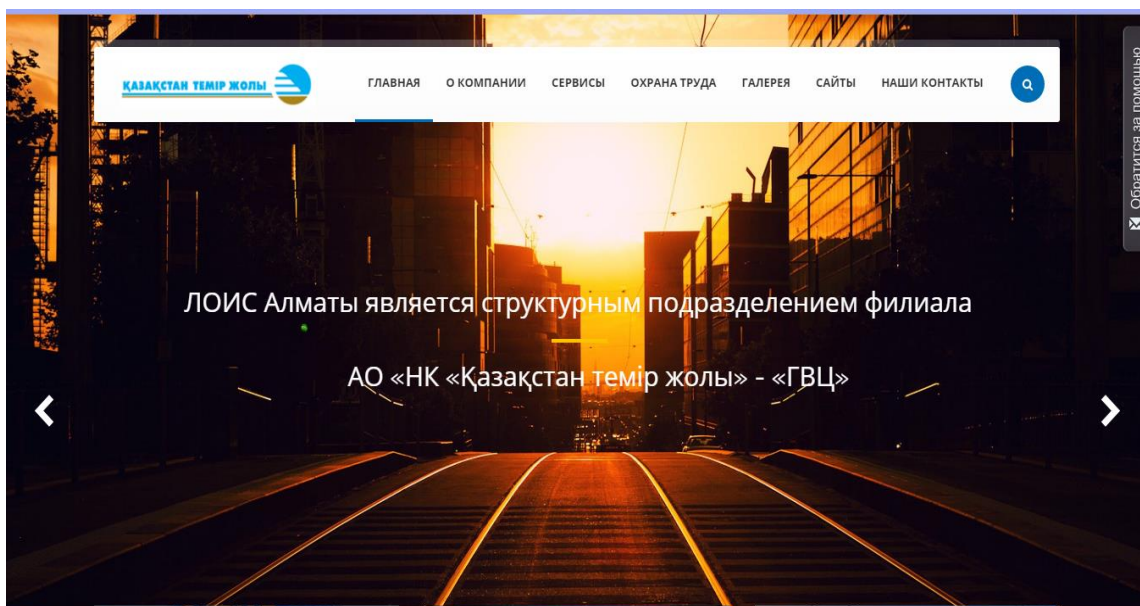 ҚАЗАҚСТАН ТЕМІР ЖОЛЫ
ГЛАВНАЯ О КОМПАНИИ СЕРВИСЫ ОХРАНА ТРУДА ГАЛЕРЕЯ САЙТЫ НАШИ КОНТАКТЫ
Обратится за помощью
ЛОИС Алматы является структурным подразделением филиала
АО «НК «Қазақстан темір жолы» - «ГВЦ»